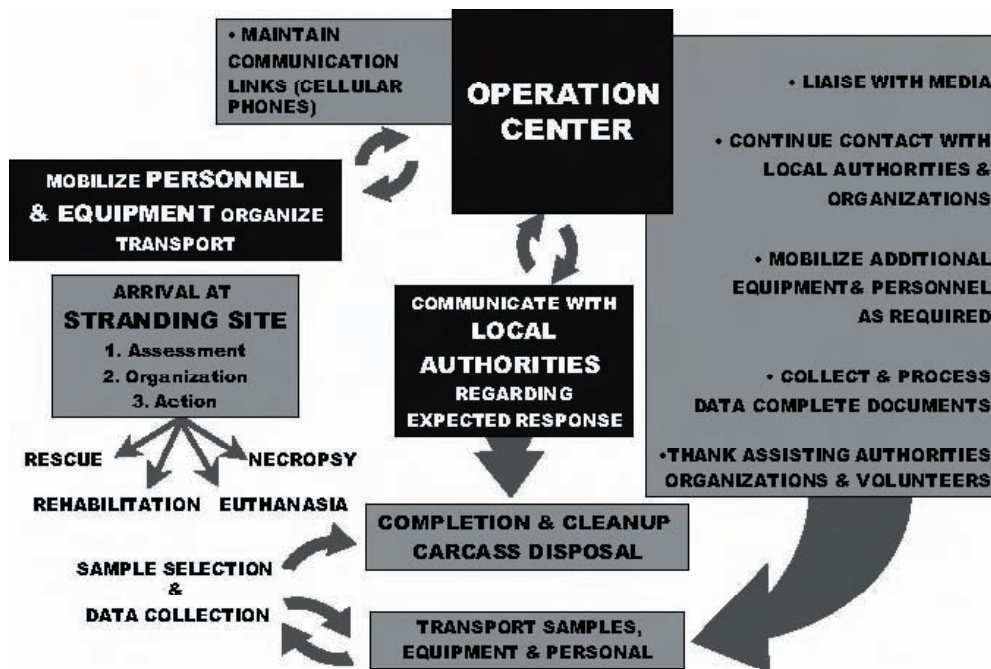 • MAINTAIN
COMMUNICATION
LINKS (CELLULAR
PHONES)
OPERATION
CENTER
• LIAISE WITH MEDIA
• CONTINUE CONTACT WITH
LOCAL AUTHORITIES &
ORGANIZATIONS
• MOBILIZE ADDITIONAL
EQUIPMENT& PERSONNEL
AS REQUIRED
• COLLECT & PROCESS
DATA COMPLETE DOCUMENTS
•THANK ASSISTING AUTHORITIES
ORGANIZATIONS & VOLUNTEERS
MOBILIZE PERSONNEL
& EQUIPMENT ORGANIZE
TRANSPORT
ARRIVAL AT
STRANDING SITE
1. Assessment
2. Organization
3. Action
COMMUNICATE WITH
LOCAL
AUTHORITIES
REGARDING
EXPECTED RESPONSE
RESCUE
NECROPSY
REHABILITATION
EUTHANASIA
COMPLETION & CLEANUP
CARCASS DISPOSAL
SAMPLE SELECTION
&
DATA COLLECTION
TRANSPORT SAMPLES,
EQUIPMENT & PERSONAL